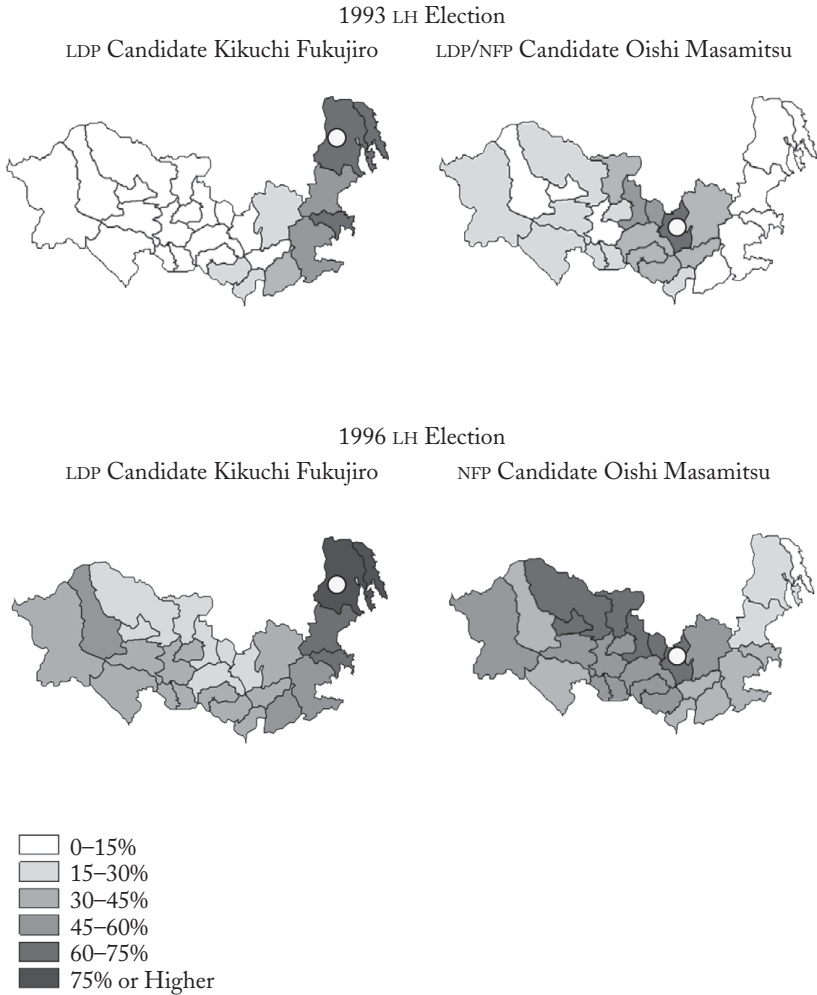 1993 LH Election
LDP Candidate Kikuchi Fukujiro
LDP/NFP Candidate Oishi Masamitsu
1996 LH Election
LDP Candidate Kikuchi Fukujiro
NFP Candidate Oishi Masamitsu
0–15%
15–30%
30–45%
45–60%
60–75%
75% or Higher